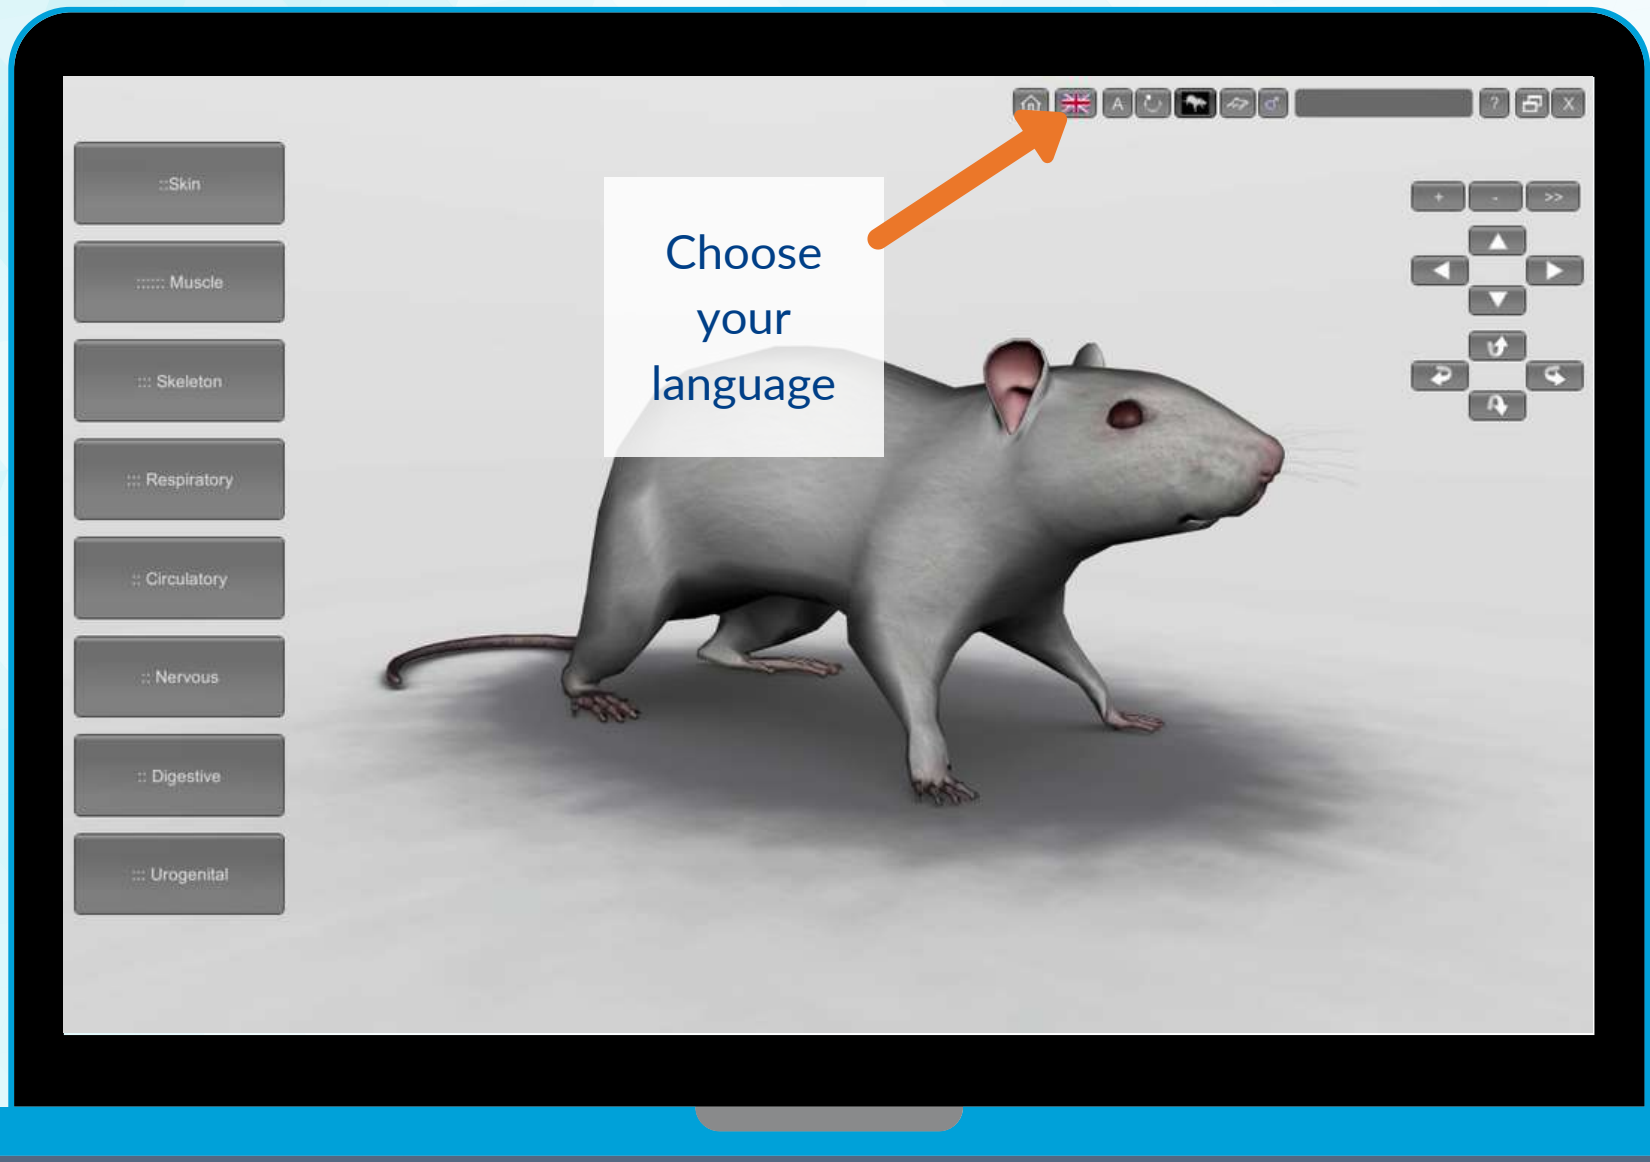 A
?
X
::Skin
:::::: Muscle
::: Skeleton
::: Respiratory
:: Circulatory
:: Nervous
:: Digestive
::: Urogenital
Choose
your
language
+ - >>